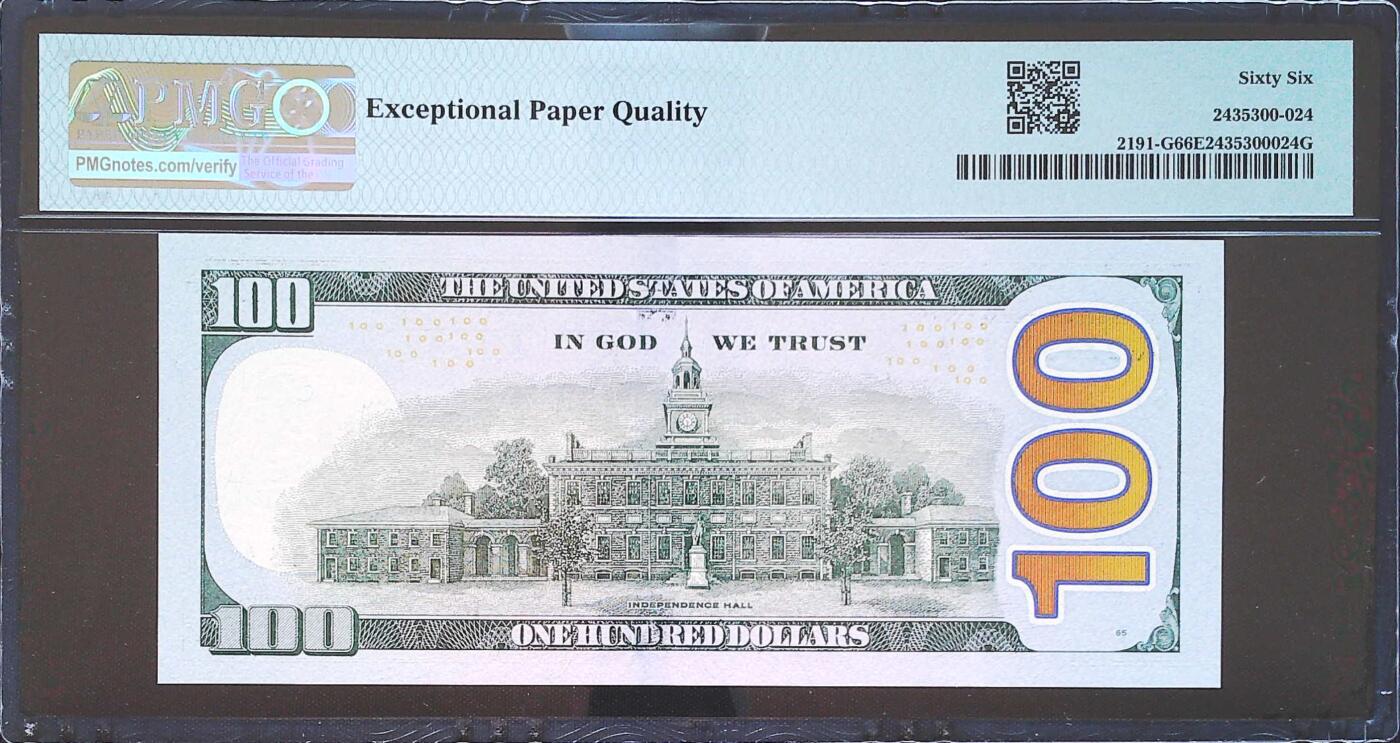 PMG
PMGnotes.com/verify
The Official Grading
Service of the
Exceptional Paper Quality
Sixty Six
2435300-024
2191-G66E2435300024G
100
THE UNITED STATES OF AMERICA
IN GOD WE TRUST
100
INDEPENDENCE HALL
100
ONE HUNDRED DOLLARS
65